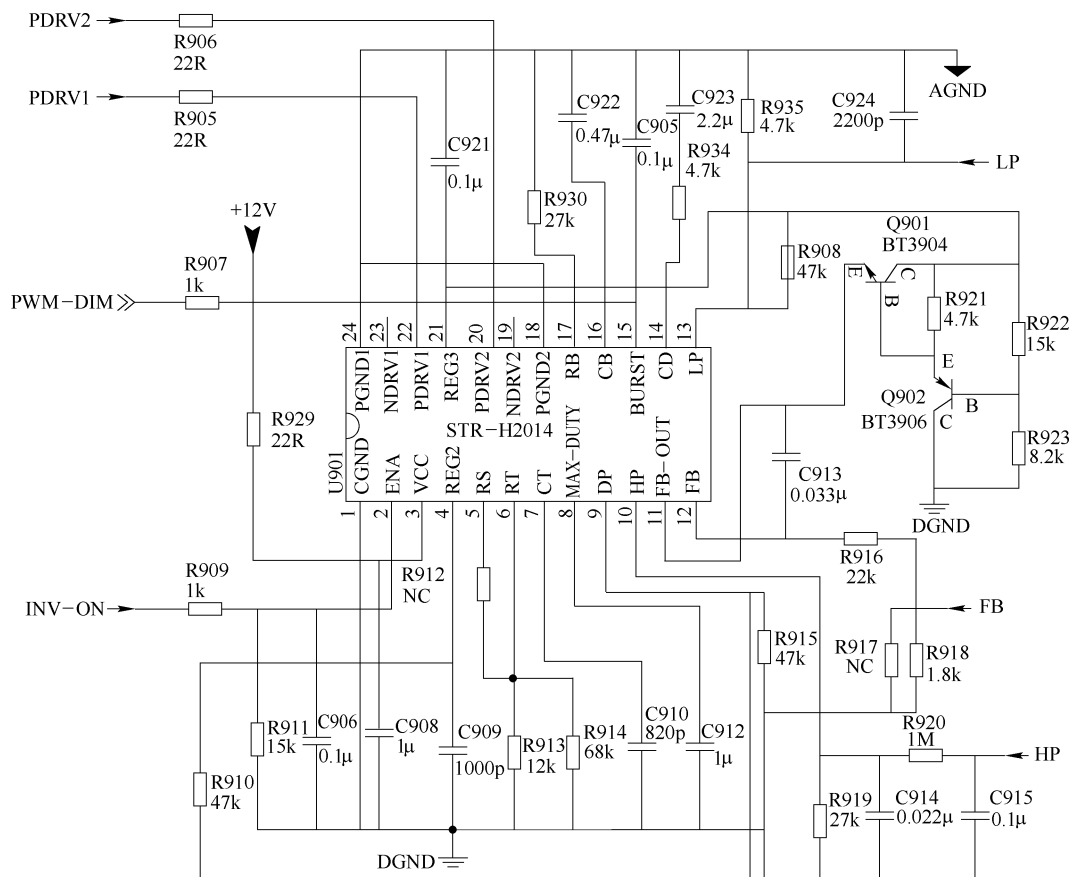 PDRV2
R906
22R
PDRV1
R905
22R
AGND
C921
0.1μ
C922
0.47μ
C905
0.1μ
C923
2.2μ
R934
4.7k
R935
4.7k
C924
2200p
LP
R930
27k
+12V
R907
1k
PWM-DIM
R908
47k
Q901
BT3904
E
C
B
R921
4.7k
R922
15k
E
Q902
BT3906
B
C
R923
8.2k
DGND
24 23 22 21 20 19 18 17 16 15 14 13
PGND1 NDRV1 PDRV1 REG3 PDRV2 NDRV2 PGND2 RB CB BURST CD LP
STR-H2014
U901
CGND ENA VCC REG2 RS RT CT MAX-DUTY DP HP FB-OUT FB
1 2 3 4 5 6 7 8 9 10 11 12
R929
22R
C913
0.033μ
R916
22k
R912
NC
R909
1k
INV-ON
FB
R915
47k
R917
NC
R918
1.8k
R911
15k
C906
0.1μ
C908
1μ
C909
1000p
R913
12k
R914
68k
C910
820p
C912
1μ
R920
1M
HP
R910
47k
R919
27k
C914
0.022μ
C915
0.1μ
DGND